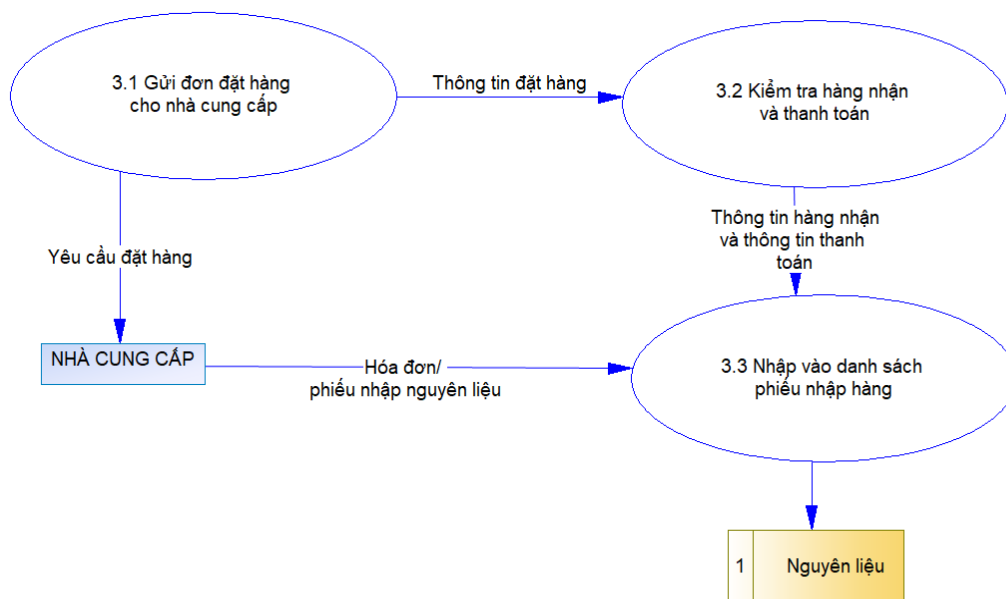 3.1 Gửi đơn đặt hàng
cho nhà cung cấp
Thông tin đặt hàng
3.2 Kiểm tra hàng nhận
và thanh toán
Yêu cầu đặt hàng
Thông tin hàng nhận
và thông tin thanh
toán
NHÀ CUNG CẤP
Hóa đơn/
phiếu nhập nguyên liệu
3.3 Nhập vào danh sách
phiếu nhập hàng
1
Nguyên liệu